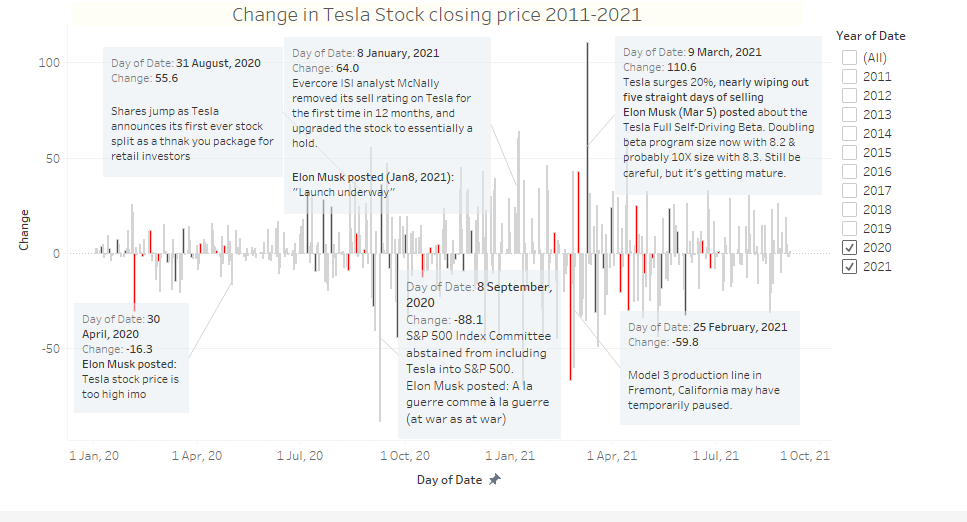 Change in Tesla Stock closing price 2011-2021
Change
100
50
0
-50
Day of Date: 31 August, 2020
Change: 55.6
Shares jump as Tesla
announces its first ever stock
split as a thnak you package for
retail investors
Day of Date: 8 January, 2021
Change: 64.0
Evercore ISI analyst McNally
removed its sell rating on Tesla for
the first time in 12 months, and
upgraded the stock to essentially a
hold.
Elon Musk posted (Jan8, 2021):
"Launch underway"
Day of Date: 9 March, 2021
Change: 110.6
Tesla surges 20%, nearly wiping out
five straight days of selling
Elon Musk (Mar 5) posted about the
Tesla Full Self-Driving Beta. Doubling
beta program size now with 8.2 &
probably 10X size with 8.3. Still be
careful, but it's getting mature.
Day of Date: 30
April, 2020
Change: -16.3
Elon Musk posted:
Tesla stock price is
too high imo
Day of Date: 8 September,
2020
Change: -88.1
S&P 500 Index Committee
abstained from including
Tesla into S&P 500.
Elon Musk posted: A la
guerre comme à la guerre
(at war as at war)
Day of Date: 25 February, 2021
Change: -59.8
Model 3 production line in
Fremont, California may have
temporarily paused.
1 Jan, 20
1 Apr, 20
1 Jul, 20
1 Oct, 20
1 Jan, 21
1 Apr, 21
1 Jul, 21
1 Oct, 21
Day of Date
Year of Date
(All)
2011
2012
2013
2014
2015
2016
2017
2018
2019
2020
2021